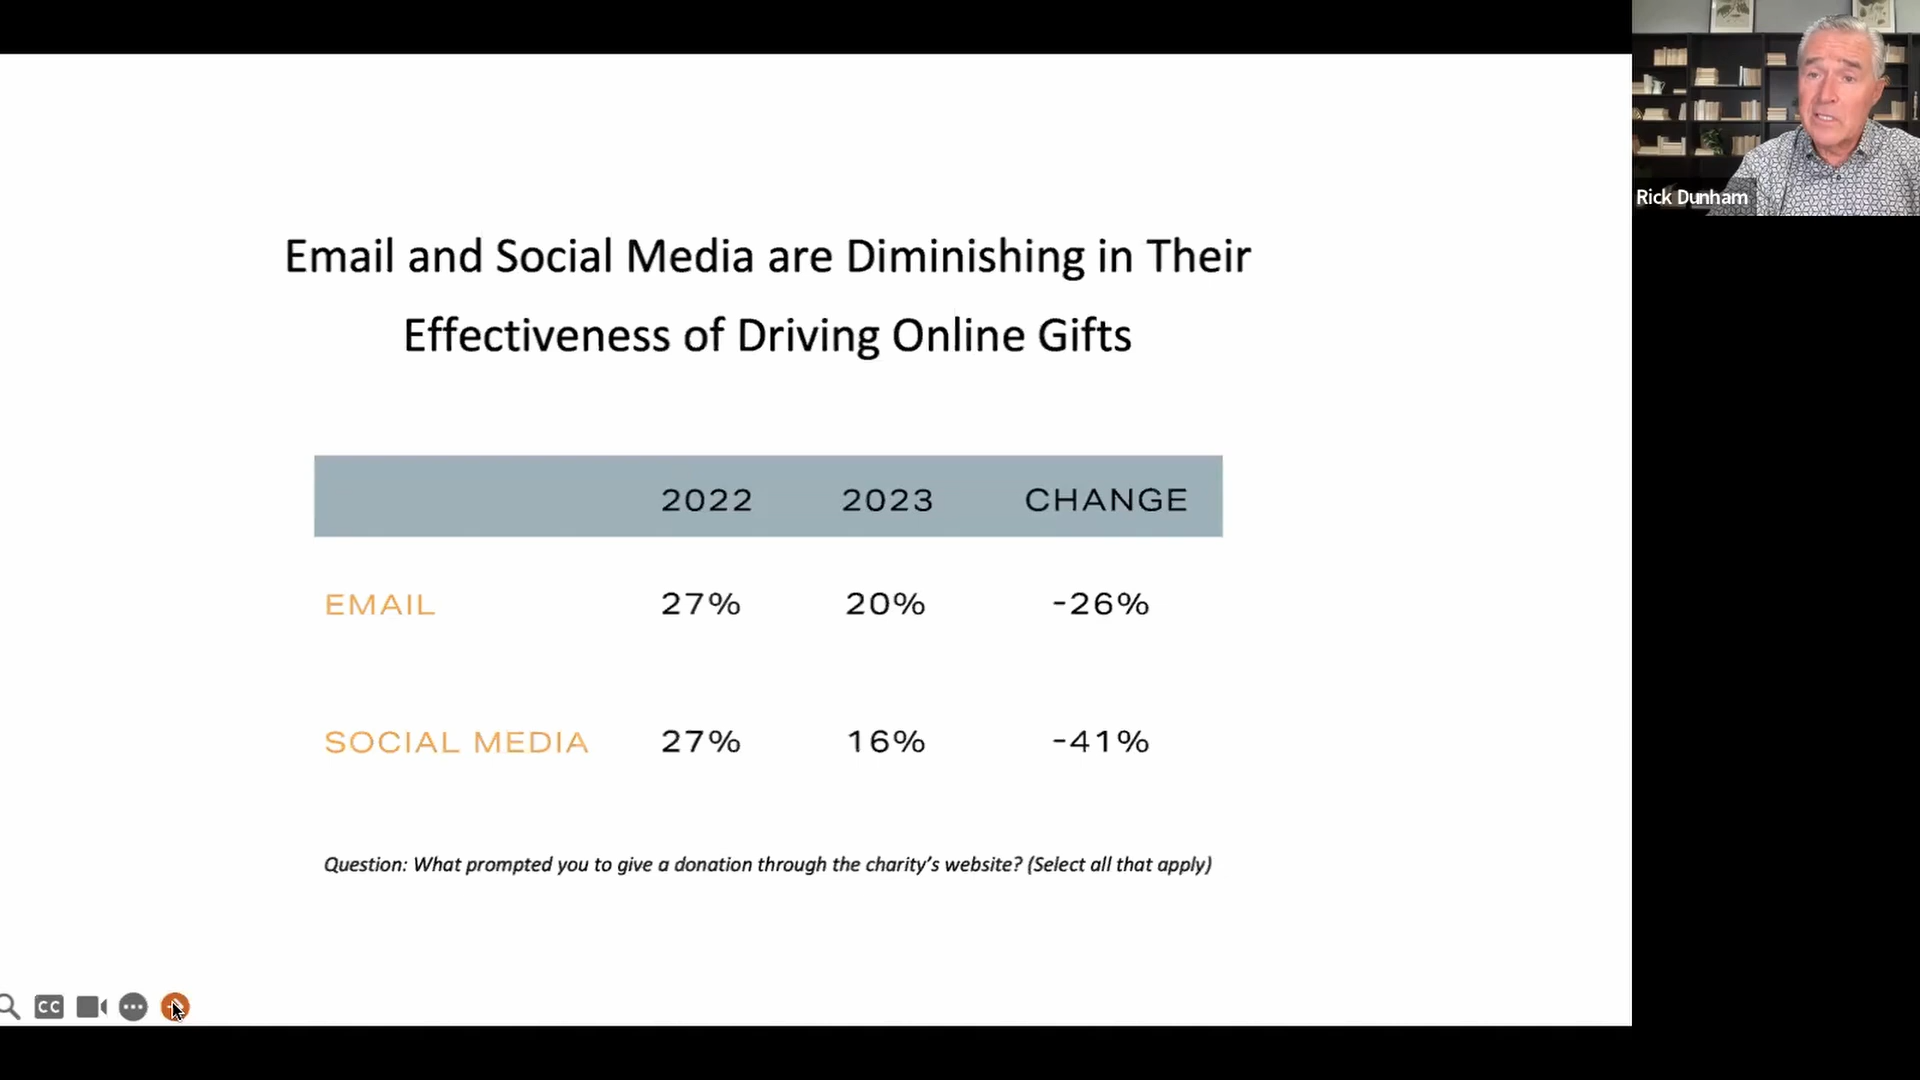 Email and Social Media are Diminishing in Their
Effectiveness of Driving Online Gifts
2022 2023 CHANGE
EMAIL 27% 20% -26%
SOCIAL MEDIA 27% 16% -41%
Question: What prompted you to give a donation through the charity's website? (Select all that apply)
CC
Rick Dunham